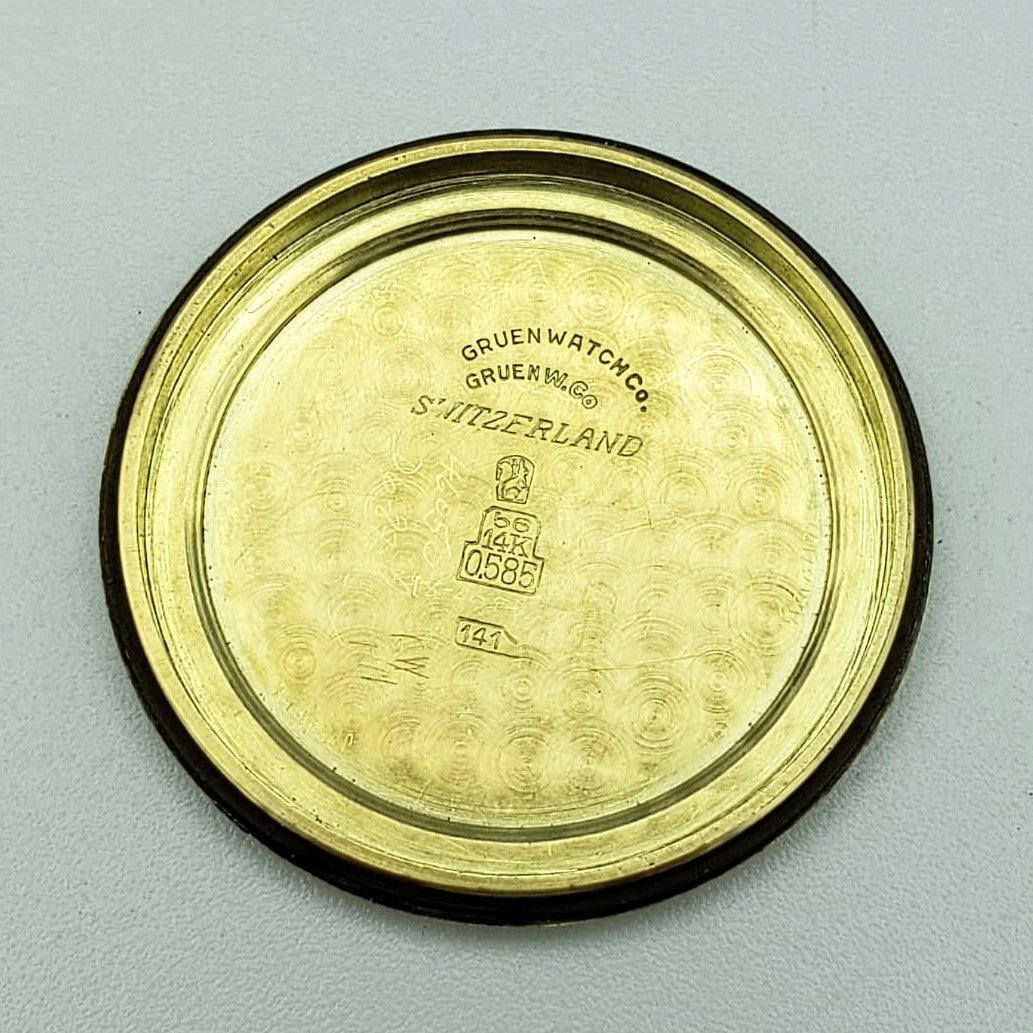 GRUEN WATCH CO.
GRUEN W. Co
SWITZERLAND
56
14K
0.585
141